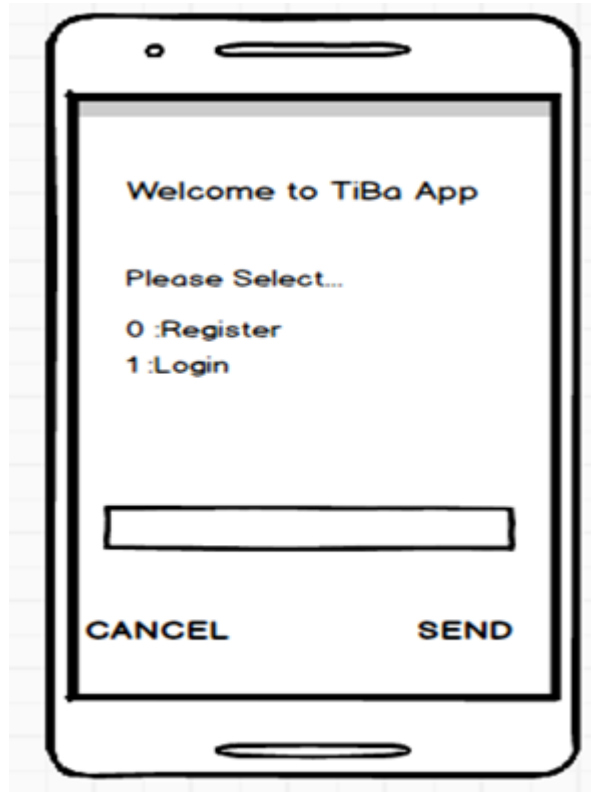 Welcome to TiBa App
Please Select...
0 :Register
1 :Login
CANCEL SEND